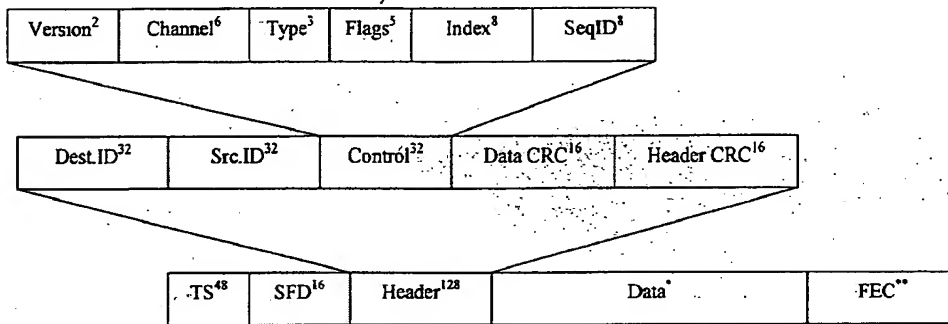 Version² Channel⁶ Type³ Flags⁵ Index⁸ SeqID⁸
Dest.ID³² Src.ID³² Control³² Data CRC¹⁶ Header CRC¹⁶
TS⁴⁸ SFD¹⁶ Header¹²⁸ Data* FEC**